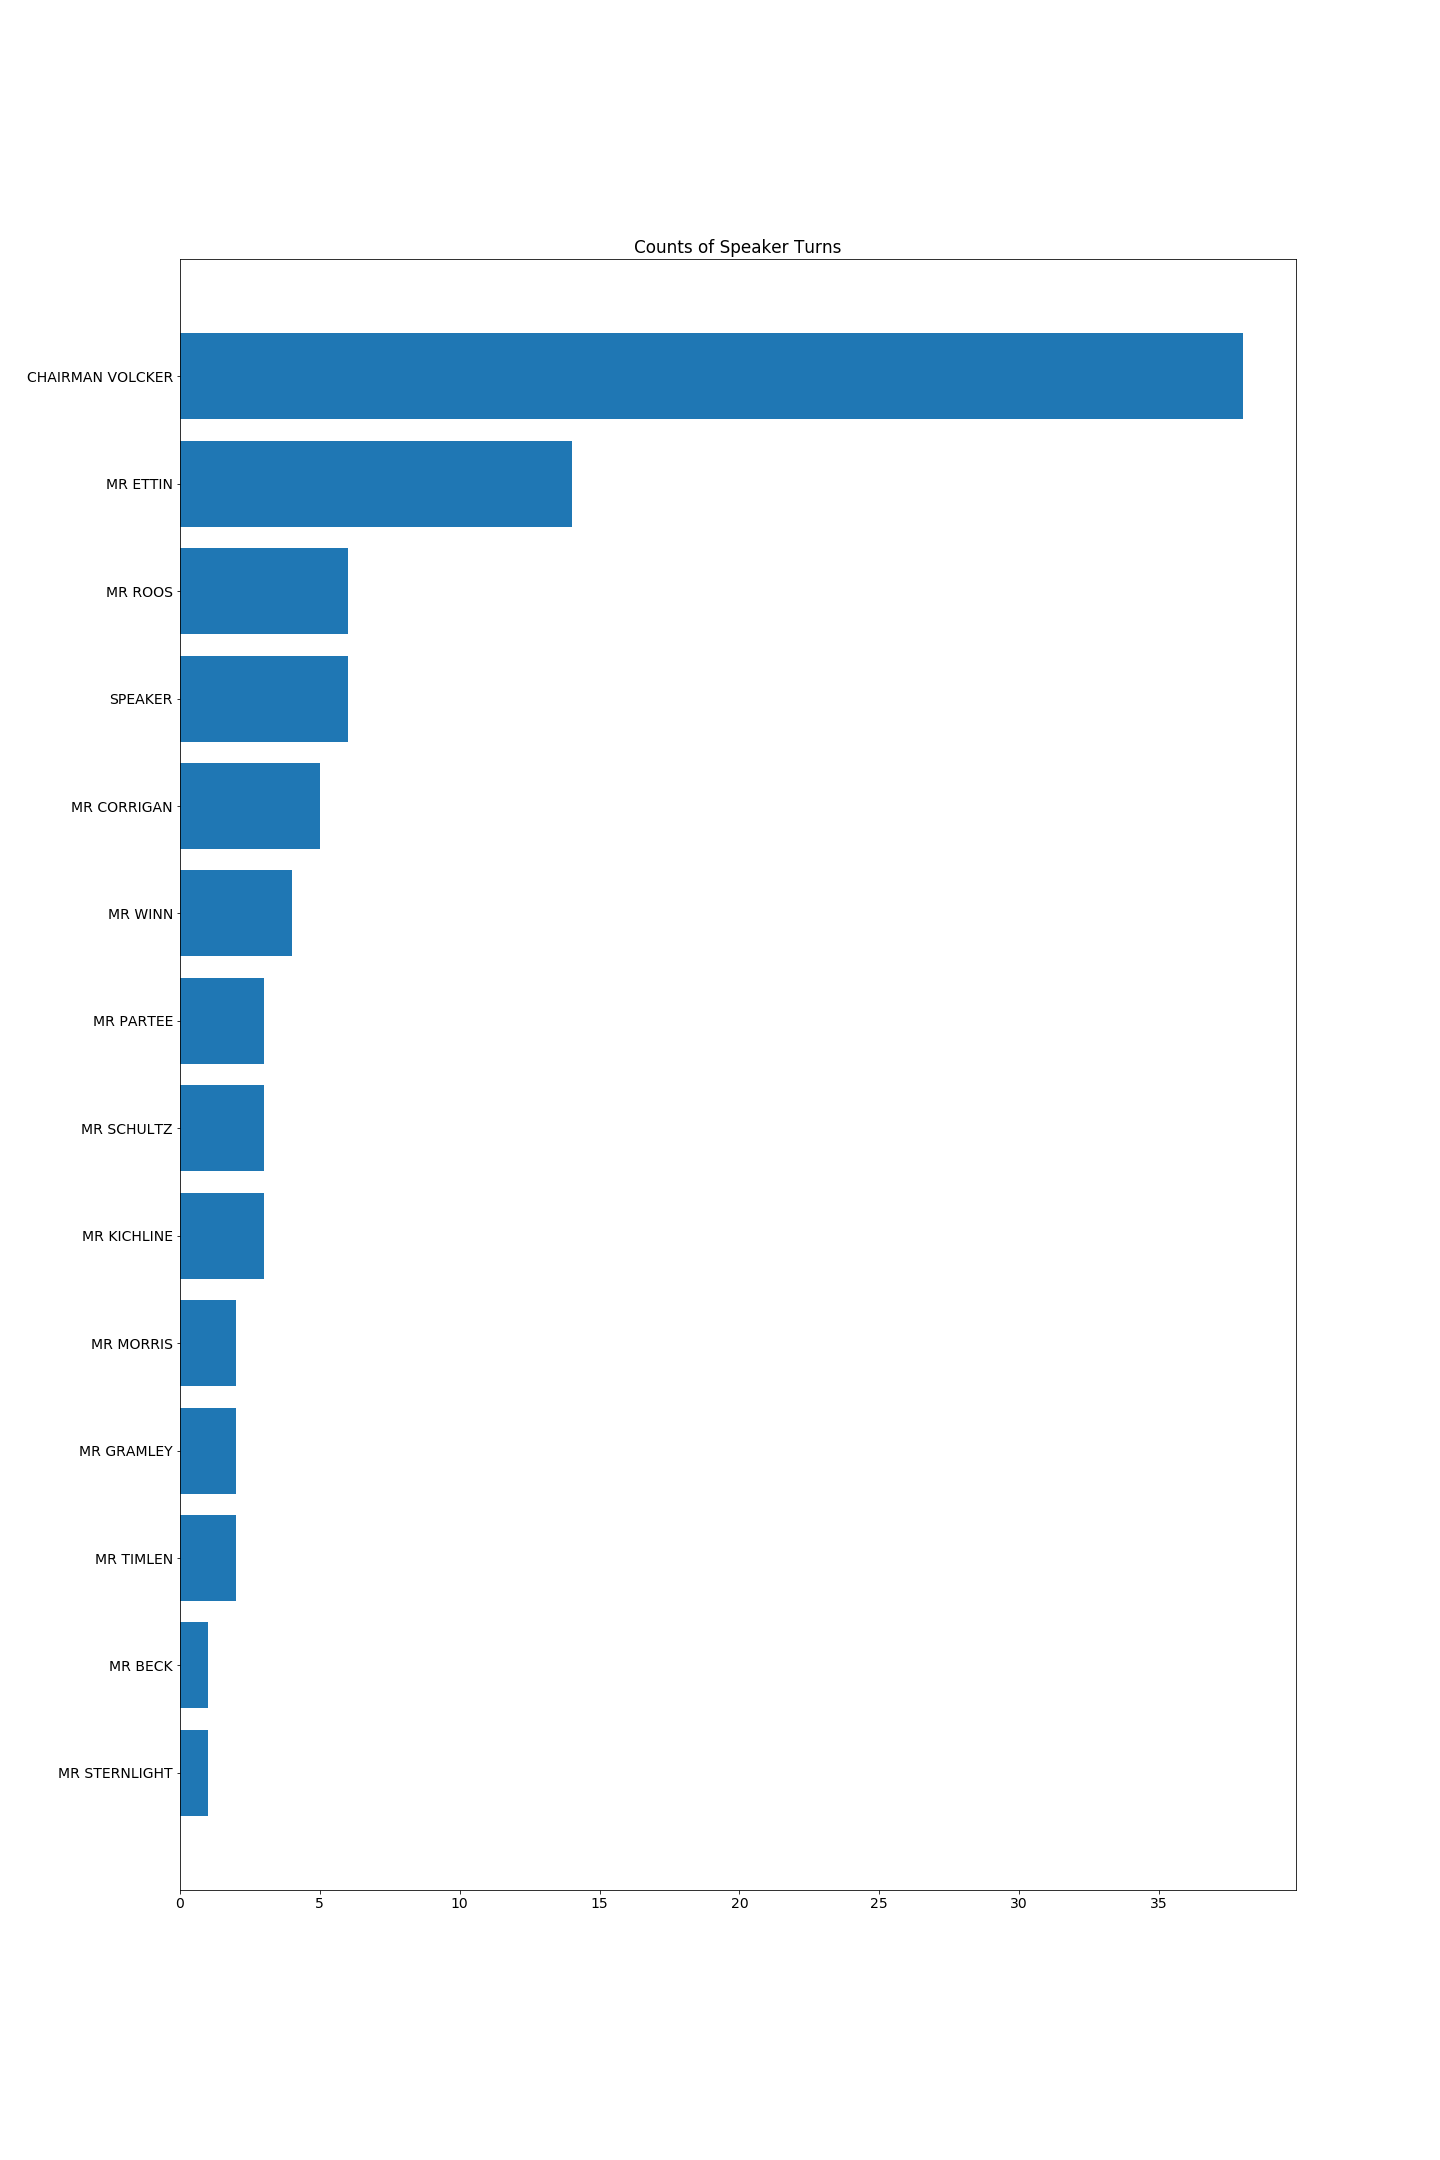 Counts of Speaker Turns
CHAIRMAN VOLCKER
MR ETTIN
MR ROOS
SPEAKER
MR CORRIGAN
MR WINN
MR PARTEE
MR SCHULTZ
MR KICHLINE
MR MORRIS
MR GRAMLEY
MR TIMLEN
MR BECK
MR STERNLIGHT
0 5 10 15 20 25 30 35